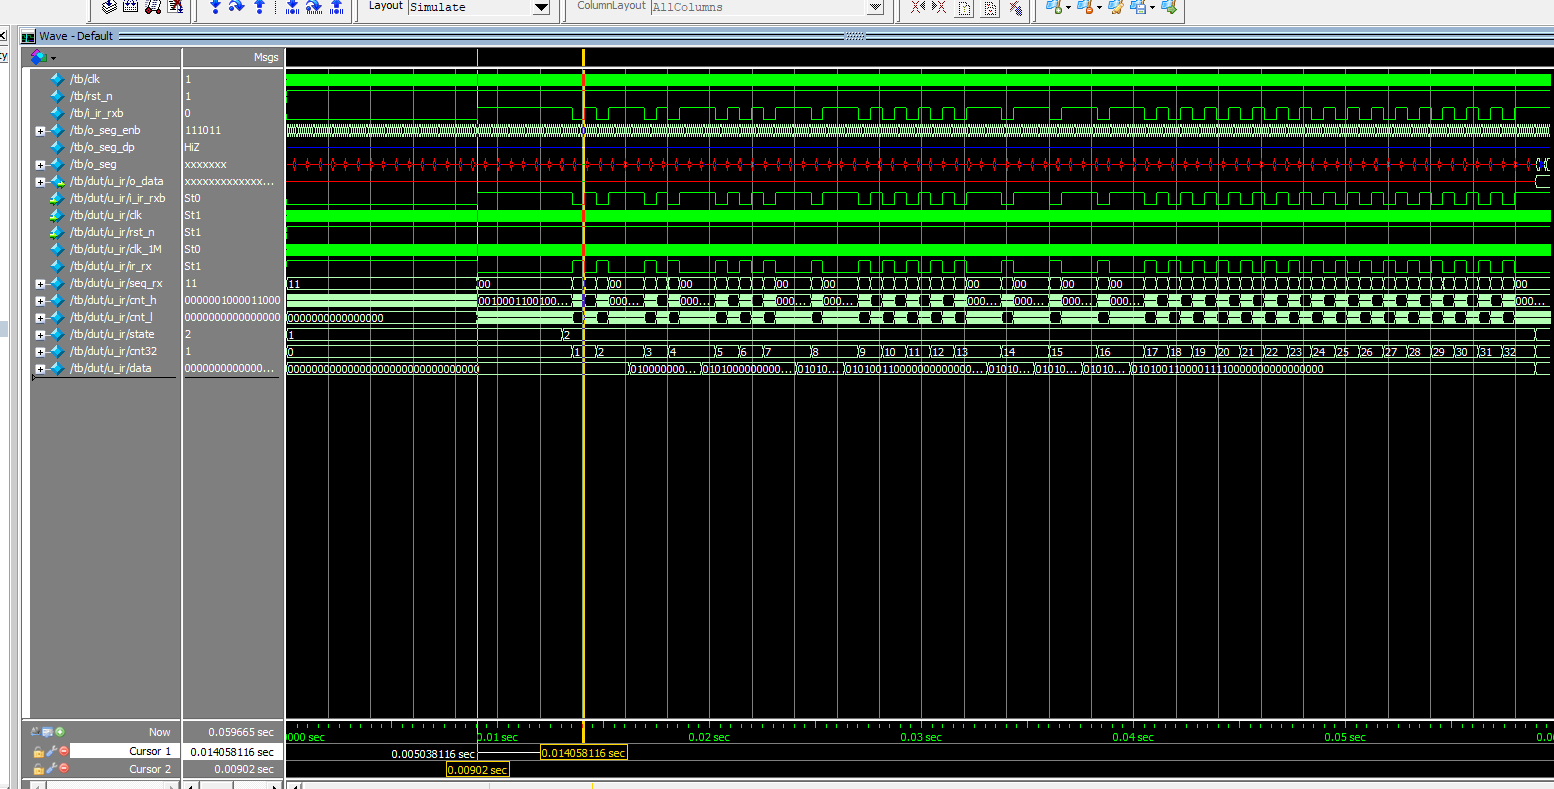 Layout Simulate
ColumnLayout AllColumns
Wave - Default
Msgs
/tb/clk 1
/tb/rst_n 1
/tb/i_ir_rxb 0
/tb/o_seg_enb 111011
/tb/o_seg_dp HiZ
/tb/o_seg xxxxxxx
/tb/dut/u_ir/o_data xxxxxxxxxxxxx...
/tb/dut/u_ir/i_ir_rxb St0
/tb/dut/u_ir/clk St1
/tb/dut/u_ir/rst_n St1
/tb/dut/u_ir/clk_1M St0
/tb/dut/u_ir/ir_rx St1
/tb/dut/u_ir/seq_rx 11 11 00 00 00 00 00 00 00 00 00 00 00
/tb/dut/u_ir/cnt_h 0000001000011000 0010001100100... 000... 000... 000... 000... 000... 000... 000... 000... 000...
/tb/dut/u_ir/cnt_l 0000000000000000 0000000000000000
/tb/dut/u_ir/state 2 1 2
/tb/dut/u_ir/cnt32 1 0 1 2 3 4 5 6 7 8 9 10 11 12 13 14 15 16 17 18 19 20 21 22 23 24 25 26 27 28 29 30 31 32
/tb/dut/u_ir/data 000000000000... 00000000000000000000000000000000 010000000... 0101000000000... 01010... 010100110000000000000... 01010... 01010... 01010... 01010011000011110000000000000000
Now 0.059665 sec 000 sec 0.01 sec 0.02 sec 0.03 sec 0.04 sec 0.05 sec
Cursor 1 0.014058116 sec 0.005038116 sec 0.014058116 sec
Cursor 2 0.00902 sec 0.00902 sec